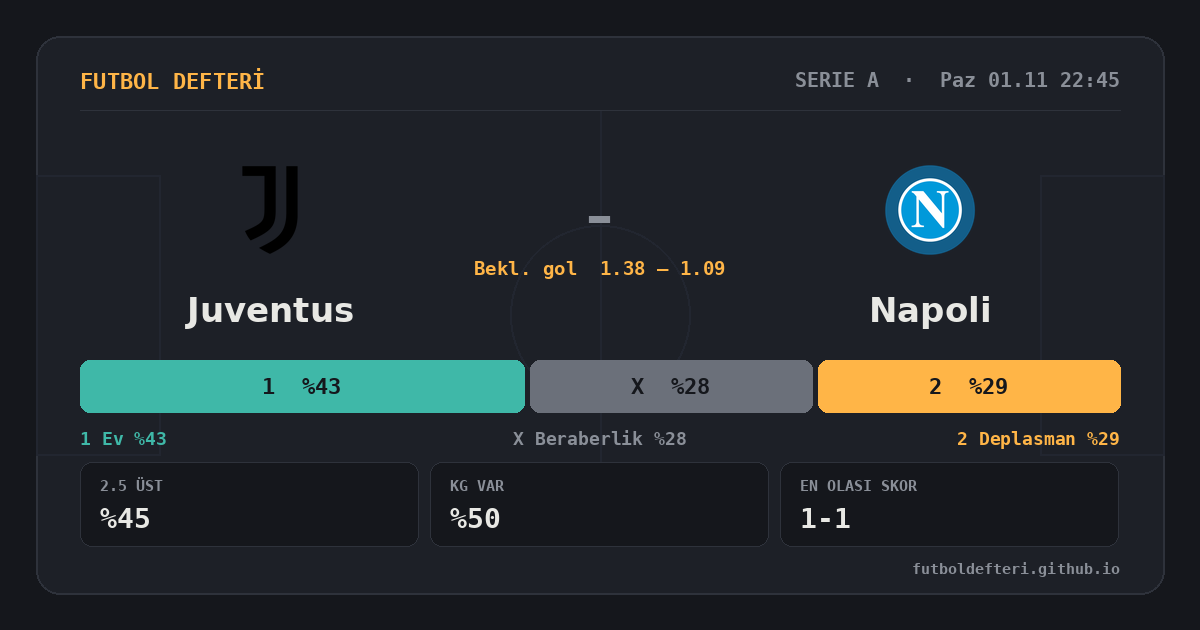 FUTBOL DEFTERİ
SERIE A · Paz 01.11 22:45
–
Bekl. gol 1.38 – 1.09
Juventus
Napoli
1 %43
X %28
2 %29
1 Ev %43
X Beraberlik %28
2 Deplasman %29
2.5 ÜST
%45
KG VAR
%50
EN OLASI SKOR
1-1
futboldefteri.github.io